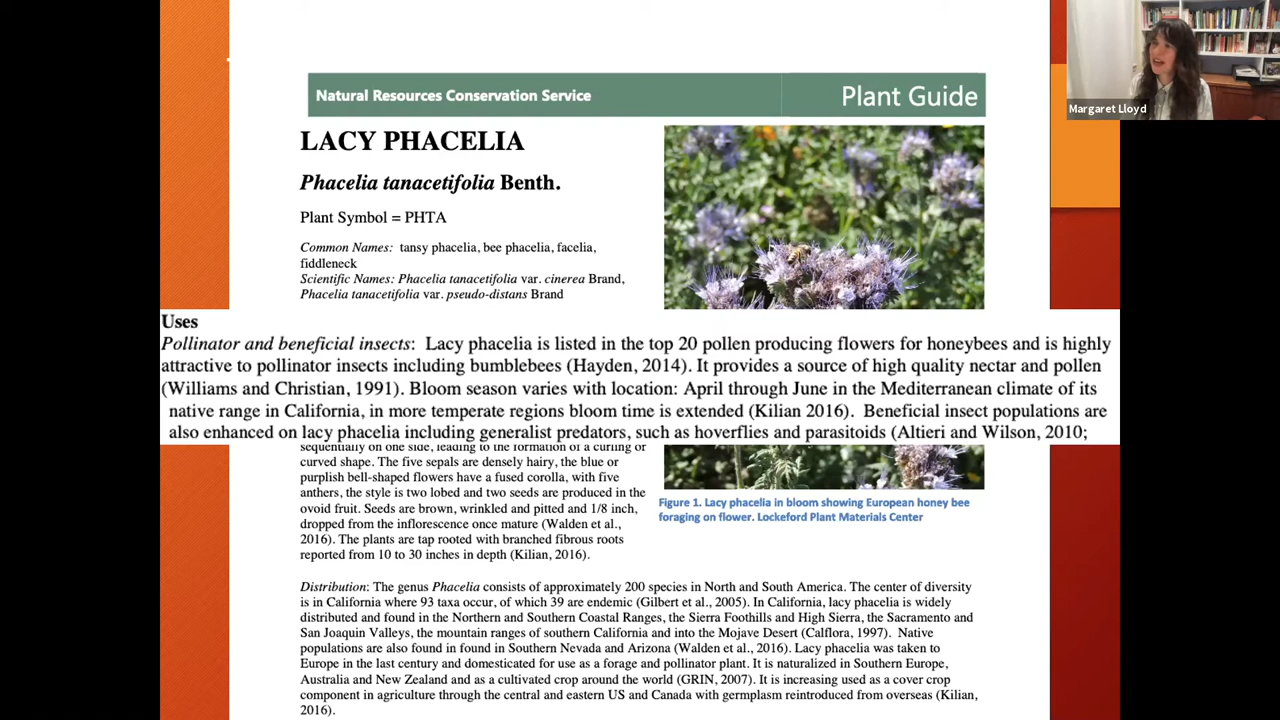 Natural Resources Conservation Service
Plant Guide
LACY PHACELIA
Phacelia tanacetifolia Benth.
Plant Symbol = PHTA
Common Names: tansy phacelia, bee phacelia, facelia,
fiddleneck
Scientific Names: Phacelia tanacetifolia var. cinerea Brand,
Phacelia tanacetifolia var. pseudo-distans Brand
Margaret Lloyd
Uses
Pollinator and beneficial insects: Lacy phacelia is listed in the top 20 pollen producing flowers for honeybees and is highly
attractive to pollinator insects including bumblebees (Hayden, 2014). It provides a source of high quality nectar and pollen
(Williams and Christian, 1991). Bloom season varies with location: April through June in the Mediterranean climate of its
native range in California, in more temperate regions bloom time is extended (Kilian 2016). Beneficial insect populations are
also enhanced on lacy phacelia including generalist predators, such as hoverflies and parasitoids (Altieri and Wilson, 2010;
sequentially on one side, leading to the formation of a curling or
curved shape. The five sepals are densely hairy, the blue or
purplish bell-shaped flowers have a fused corolla, with five
anthers, the style is two lobed and two seeds are produced in the
ovoid fruit. Seeds are brown, wrinkled and pitted and 1/8 inch,
dropped from the inflorescence once mature (Walden et al.,
2016). The plants are tap rooted with branched fibrous roots
reported from 10 to 30 inches in depth (Kilian, 2016).
Figure 1. Lacy phacelia in bloom showing European honey bee
foraging on flower. Lockeford Plant Materials Center
Distribution: The genus Phacelia consists of approximately 200 species in North and South America. The center of diversity
is in California where 93 taxa occur, of which 39 are endemic (Gilbert et al., 2005). In California, lacy phacelia is widely
distributed and found in the Northern and Southern Coastal Ranges, the Sierra Foothills and High Sierra, the Sacramento and
San Joaquin Valleys, the mountain ranges of southern California and into the Mojave Desert (Calflora, 1997). Native
populations are also found in found in Southern Nevada and Arizona (Walden et al., 2016). Lacy phacelia was taken to
Europe in the last century and domesticated for use as a forage and pollinator plant. It is naturalized in Southern Europe,
Australia and New Zealand and as a cultivated crop around the world (GRIN, 2007). It is increasing used as a cover crop
component in agriculture through the central and eastern US and Canada with germplasm reintroduced from overseas (Kilian,
2016).